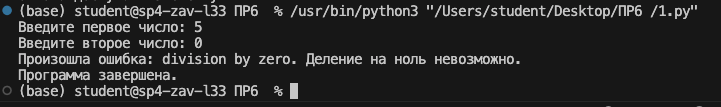 (base) student@sp4-zav-l33 ПР6  % /usr/bin/python3 "/Users/student/Desktop/ПР6 /1.py"
Введите первое число: 5
Введите второе число: 0
Произошла ошибка: division by zero. Деление на ноль невозможно.
Программа завершена.
(base) student@sp4-zav-l33 ПР6  %